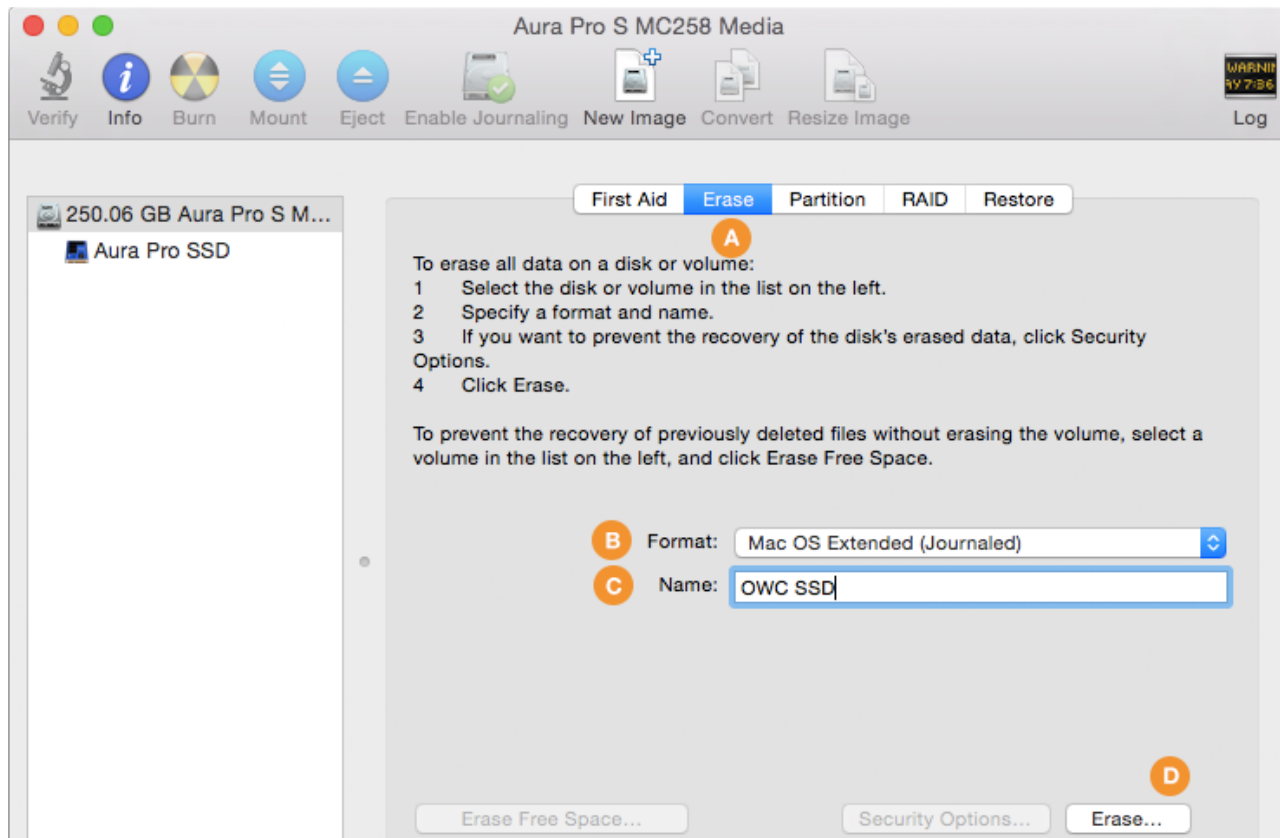 Aura Pro S MC258 Media
WARNIN
AY 7:36
Verify Info Burn Mount Eject Enable Journaling New Image Convert Resize Image Log
250.06 GB Aura Pro S M...
Aura Pro SSD
First Aid Erase Partition RAID Restore
A
To erase all data on a disk or volume:
1 Select the disk or volume in the list on the left.
2 Specify a format and name.
3 If you want to prevent the recovery of the disk's erased data, click Security
Options.
4 Click Erase.
To prevent the recovery of previously deleted files without erasing the volume, select a
volume in the list on the left, and click Erase Free Space.
B Format: Mac OS Extended (Journaled)
C Name: OWC SSD
D
Erase Free Space... Security Options... Erase...